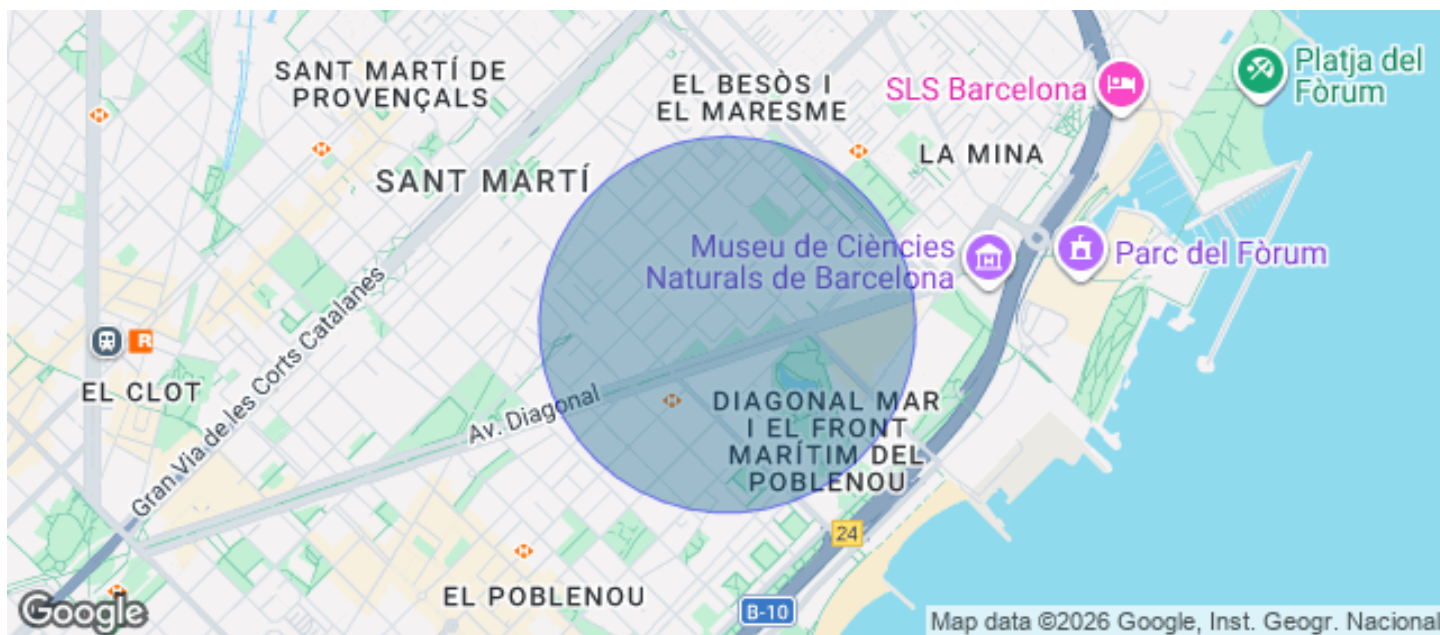 SANT MARTÍ DE
PROVENÇALS
EL BESÒS I
EL MARESME
SLS Barcelona
Platja del
Fòrum
SANT MARTÍ
LA MINA
Museu de Ciències
Naturals de Barcelona
Parc del Fòrum
R
EL CLOT
Gran Via de les Corts Catalanes
Av. Diagonal
DIAGONAL MAR
I EL FRONT
MARÍTIM DEL
POBLENOU
24
EL POBLENOU
B-10
Google
Map data ©2026 Google, Inst. Geogr. Nacional